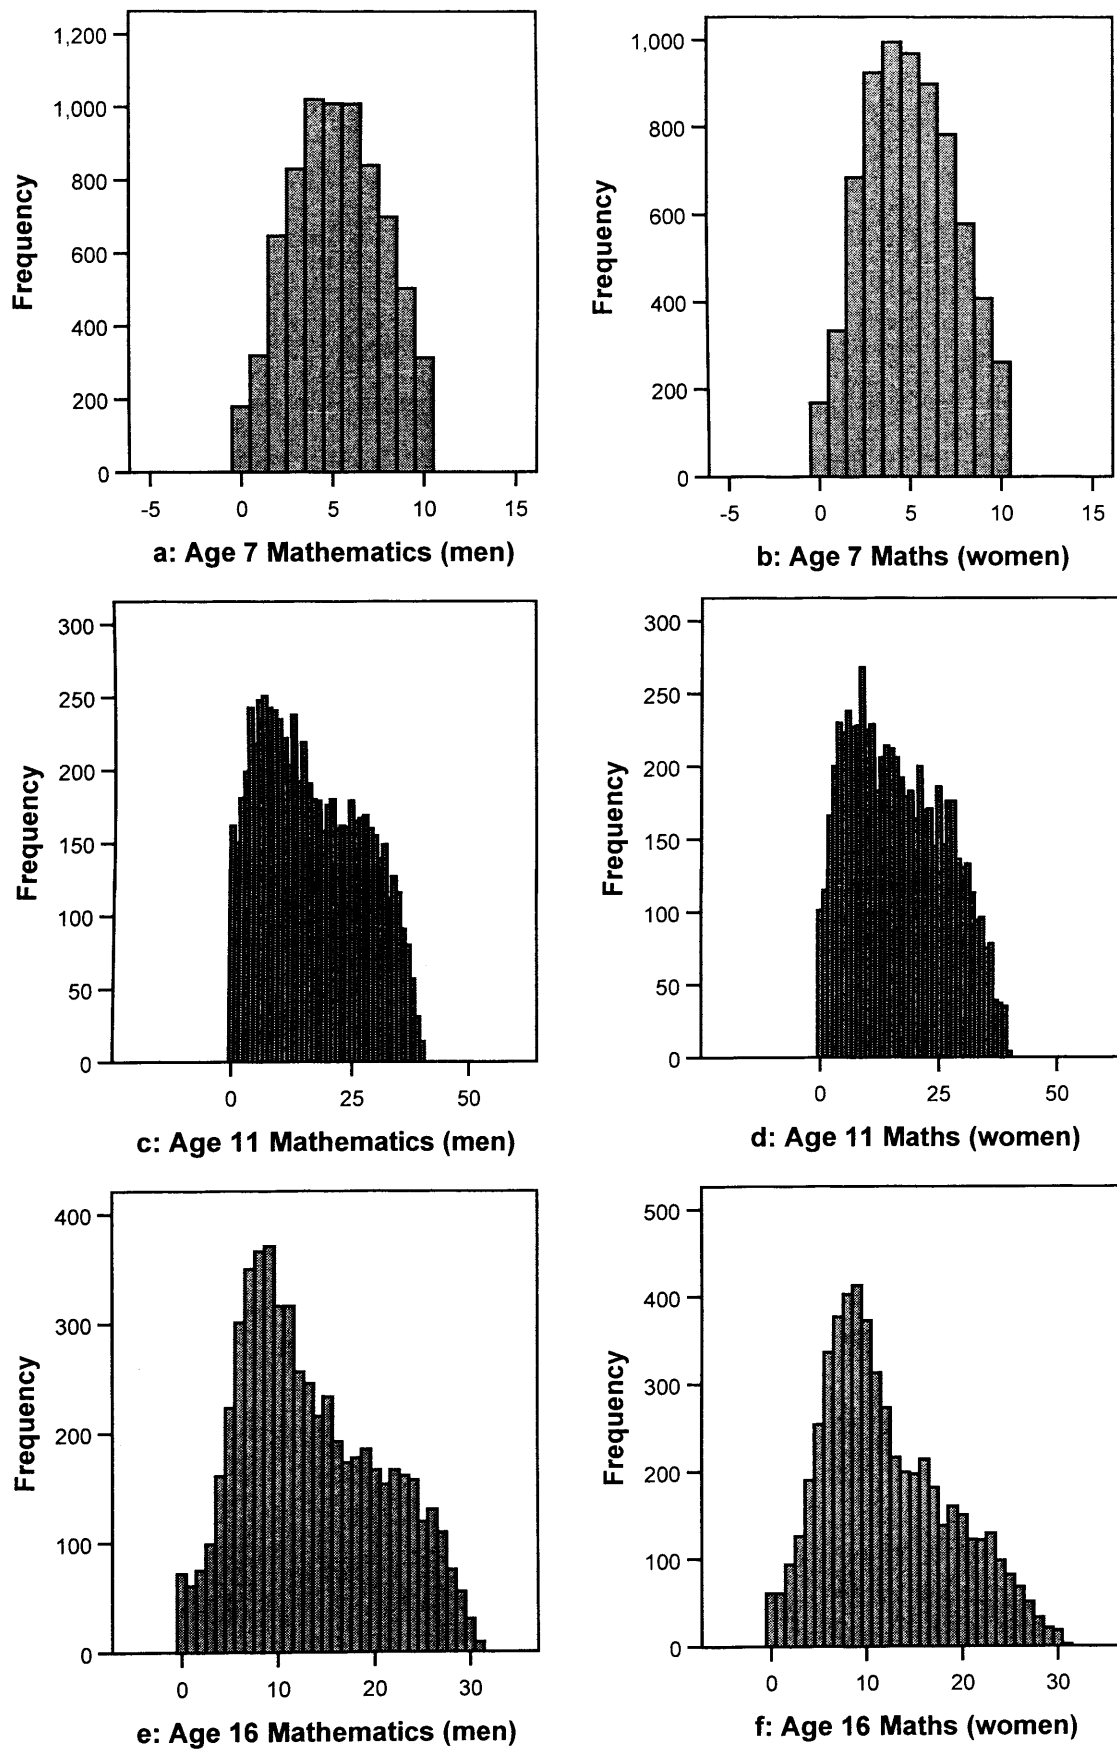 1,200
1,000
800
600
400
200
0
Frequency
-5 0 5 10 15
a: Age 7 Mathematics (men)
1,000
800
600
400
200
0
Frequency
-5 0 5 10 15
b: Age 7 Maths (women)
300
250
200
150
100
50
0
Frequency
0 25 50
c: Age 11 Mathematics (men)
300
250
200
150
100
50
0
Frequency
0 25 50
d: Age 11 Maths (women)
400
300
200
100
0
Frequency
0 10 20 30
e: Age 16 Mathematics (men)
500
400
300
200
100
0
Frequency
0 10 20 30
f: Age 16 Maths (women)